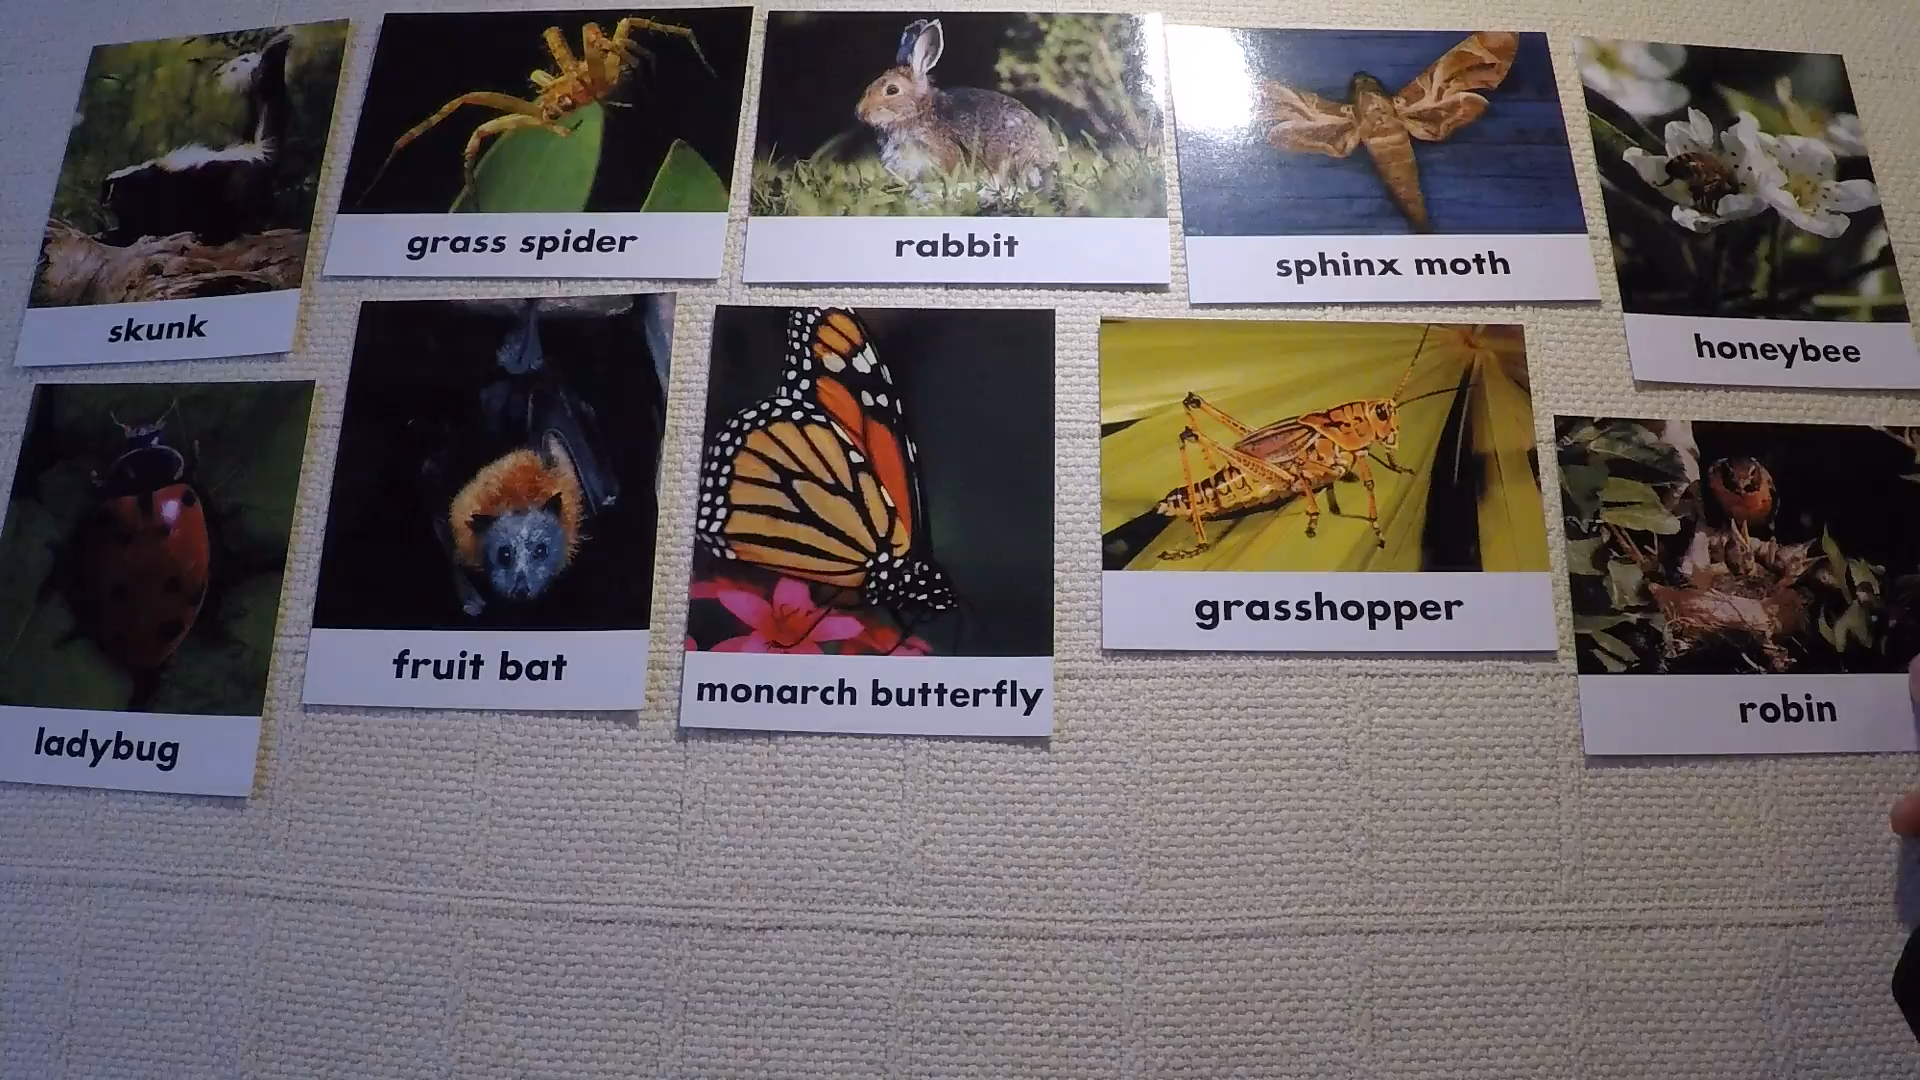 skunk
grass spider
rabbit
sphinx moth
honeybee
ladybug
fruit bat
monarch butterfly
grasshopper
robin